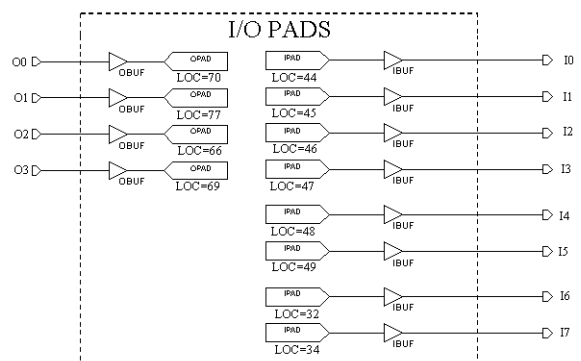 I/O PADS
O0 OBUF OPAD LOC=70
O1 OBUF OPAD LOC=77
O2 OBUF OPAD LOC=66
O3 OBUF OPAD LOC=69
IPAD LOC=44 IBUF I0
IPAD LOC=45 IBUF I1
IPAD LOC=46 IBUF I2
IPAD LOC=47 IBUF I3
IPAD LOC=48 IBUF I4
IPAD LOC=49 IBUF I5
IPAD LOC=32 IBUF I6
IPAD LOC=34 IBUF I7